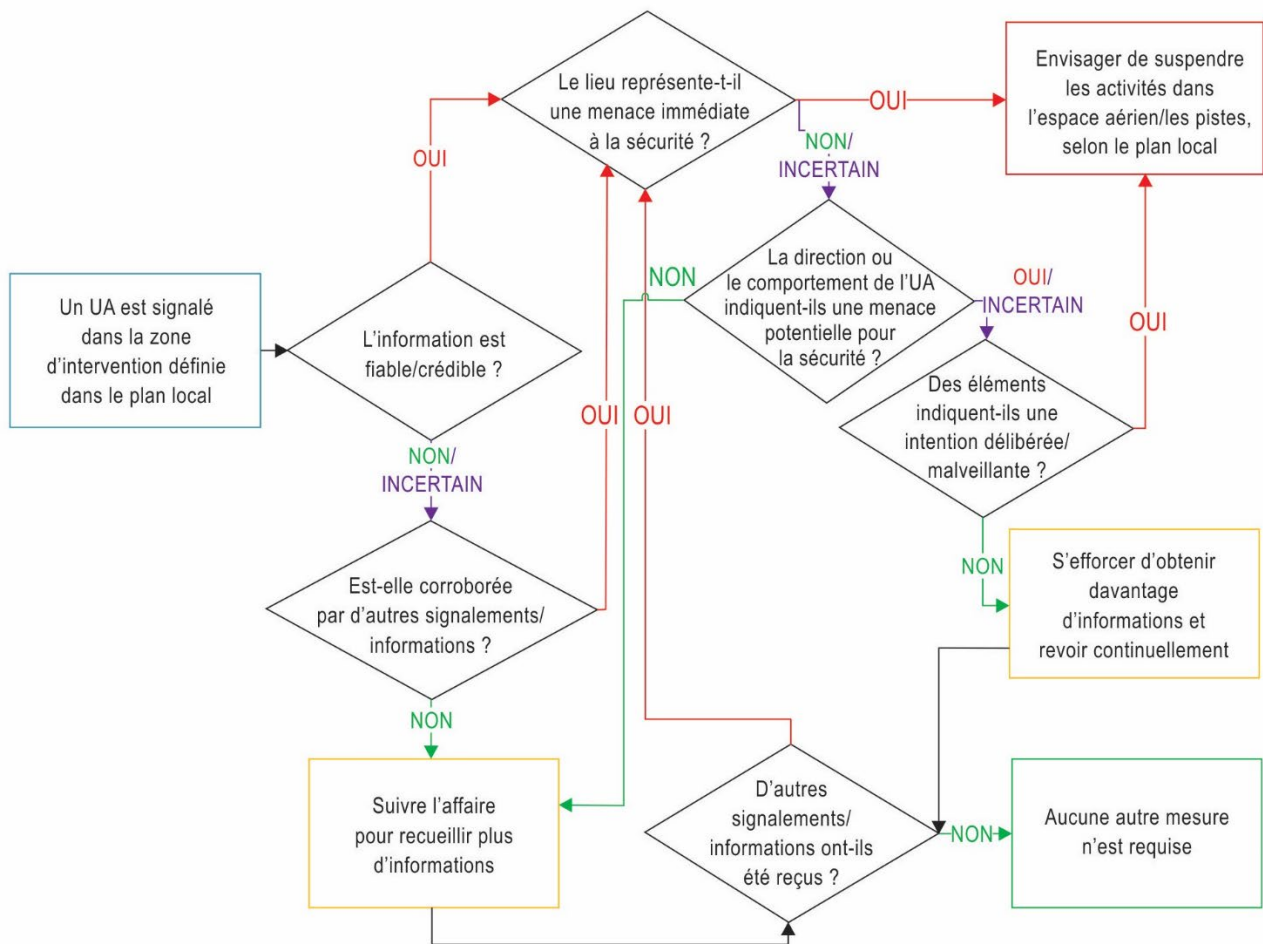 Le lieu représente-t-il
une menace immédiate
à la sécurité ?
OUI
Envisager de suspendre
les activités dans
l'espace aérien/les pistes,
selon le plan local
OUI
NON/
INCERTAIN
La direction ou
le comportement de l'UA
indiquent-ils une menace
potentielle pour
la sécurité ?
NON
OUI/
INCERTAIN
OUI
Un UA est signalé
dans la zone
d'intervention définie
dans le plan local
L'information est
fiable/crédible ?
Des éléments
indiquent-ils une
intention délibérée/
malveillante ?
OUI
OUI
NON/
INCERTAIN
Est-elle corroborée
par d'autres signalements/
informations ?
NON
S'efforcer d'obtenir
davantage
d'informations et
revoir continuellement
NON
Suivre l'affaire
pour recueillir plus
d'informations
D'autres
signalements/
informations ont-ils
été reçus ?
NON
Aucune autre mesure
n'est requise